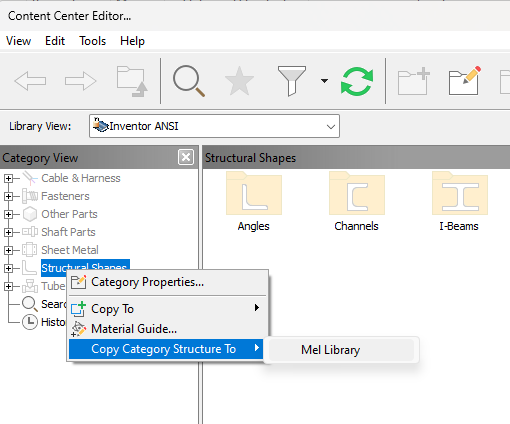 Content Center Editor...
View Edit Tools Help
Library View: Inventor ANSI
Category View
Structural Shapes
Cable & Harness
Fasteners
Other Parts
Shaft Parts
Sheet Metal
Structural Shapes
Tube
Sear
Histo
Category Properties...
Copy To
Material Guide...
Copy Category Structure To
Mel Library
Angles Channels I-Beams